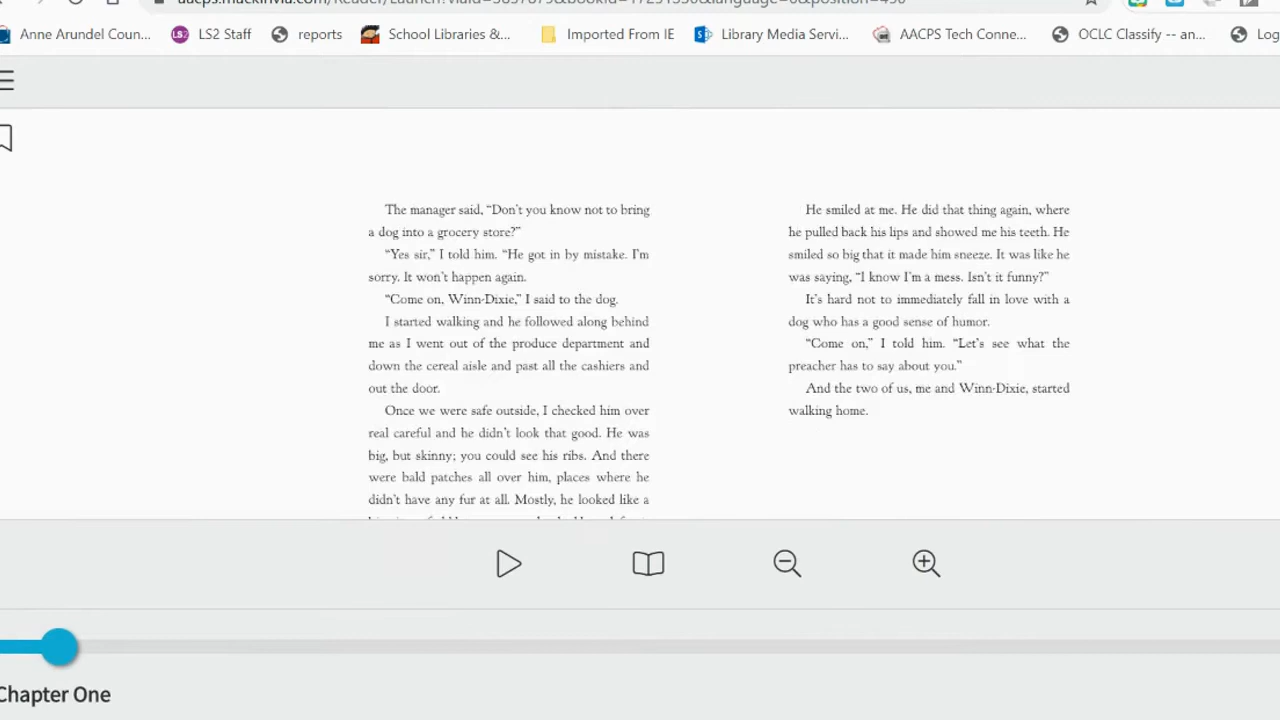 Anne Arundel Coun...
LS2 Staff
reports
School Libraries &...
Imported From IE
Library Media Servi...
AACPS Tech Conne...
OCLC Classify -- an...
Log
The manager said, “Don’t you know not to bring
a dog into a grocery store?”
“Yes sir,” I told him. “He got in by mistake. I’m
sorry. It won’t happen again.
“Come on, Winn-Dixie,” I said to the dog.
I started walking and he followed along behind
me as I went out of the produce department and
down the cereal aisle and past all the cashiers and
out the door.
Once we were safe outside, I checked him over
real careful and he didn’t look that good. He was
big, but skinny; you could see his ribs. And there
were bald patches all over him, places where he
didn’t have any fur at all. Mostly, he looked like a
He smiled at me. He did that thing again, where
he pulled back his lips and showed me his teeth. He
smiled so big that it made him sneeze. It was like he
was saying, “I know I’m a mess. Isn’t it funny?”
It’s hard not to immediately fall in love with a
dog who has a good sense of humor.
“Come on,” I told him. “Let’s see what the
preacher has to say about you.”
And the two of us, me and Winn-Dixie, started
walking home.
Chapter One